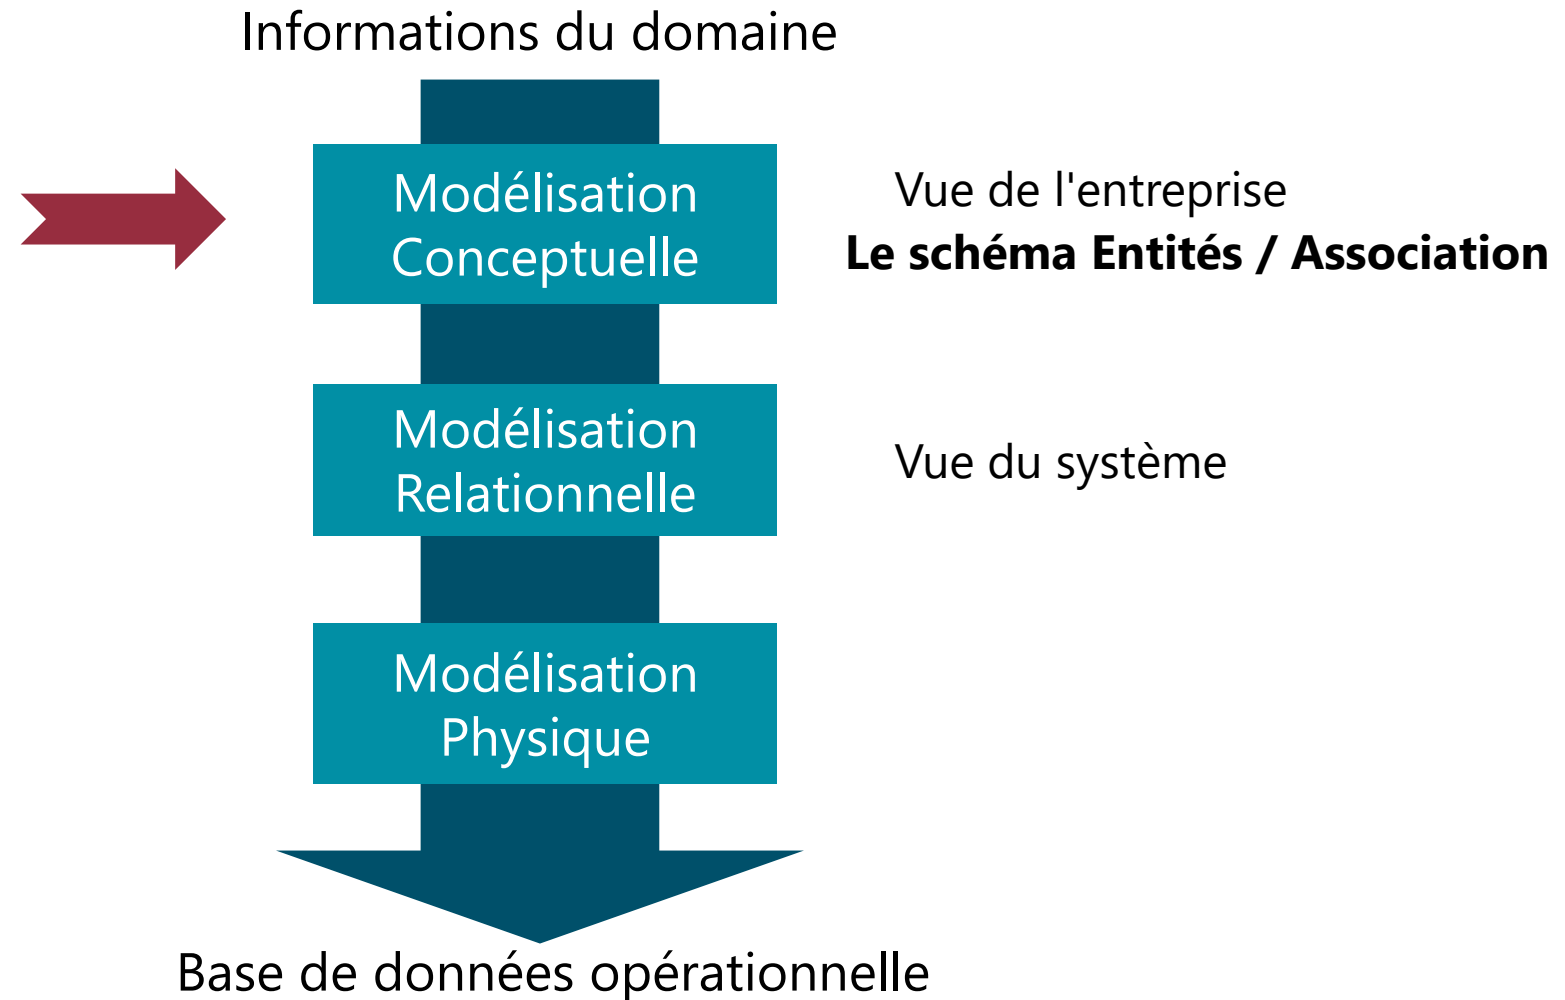 Informations du domaine
Modélisation
Conceptuelle
Vue de l'entreprise
Le schéma Entités / Association
Modélisation
Relationnelle
Vue du système
Modélisation
Physique
Base de données opérationnelle